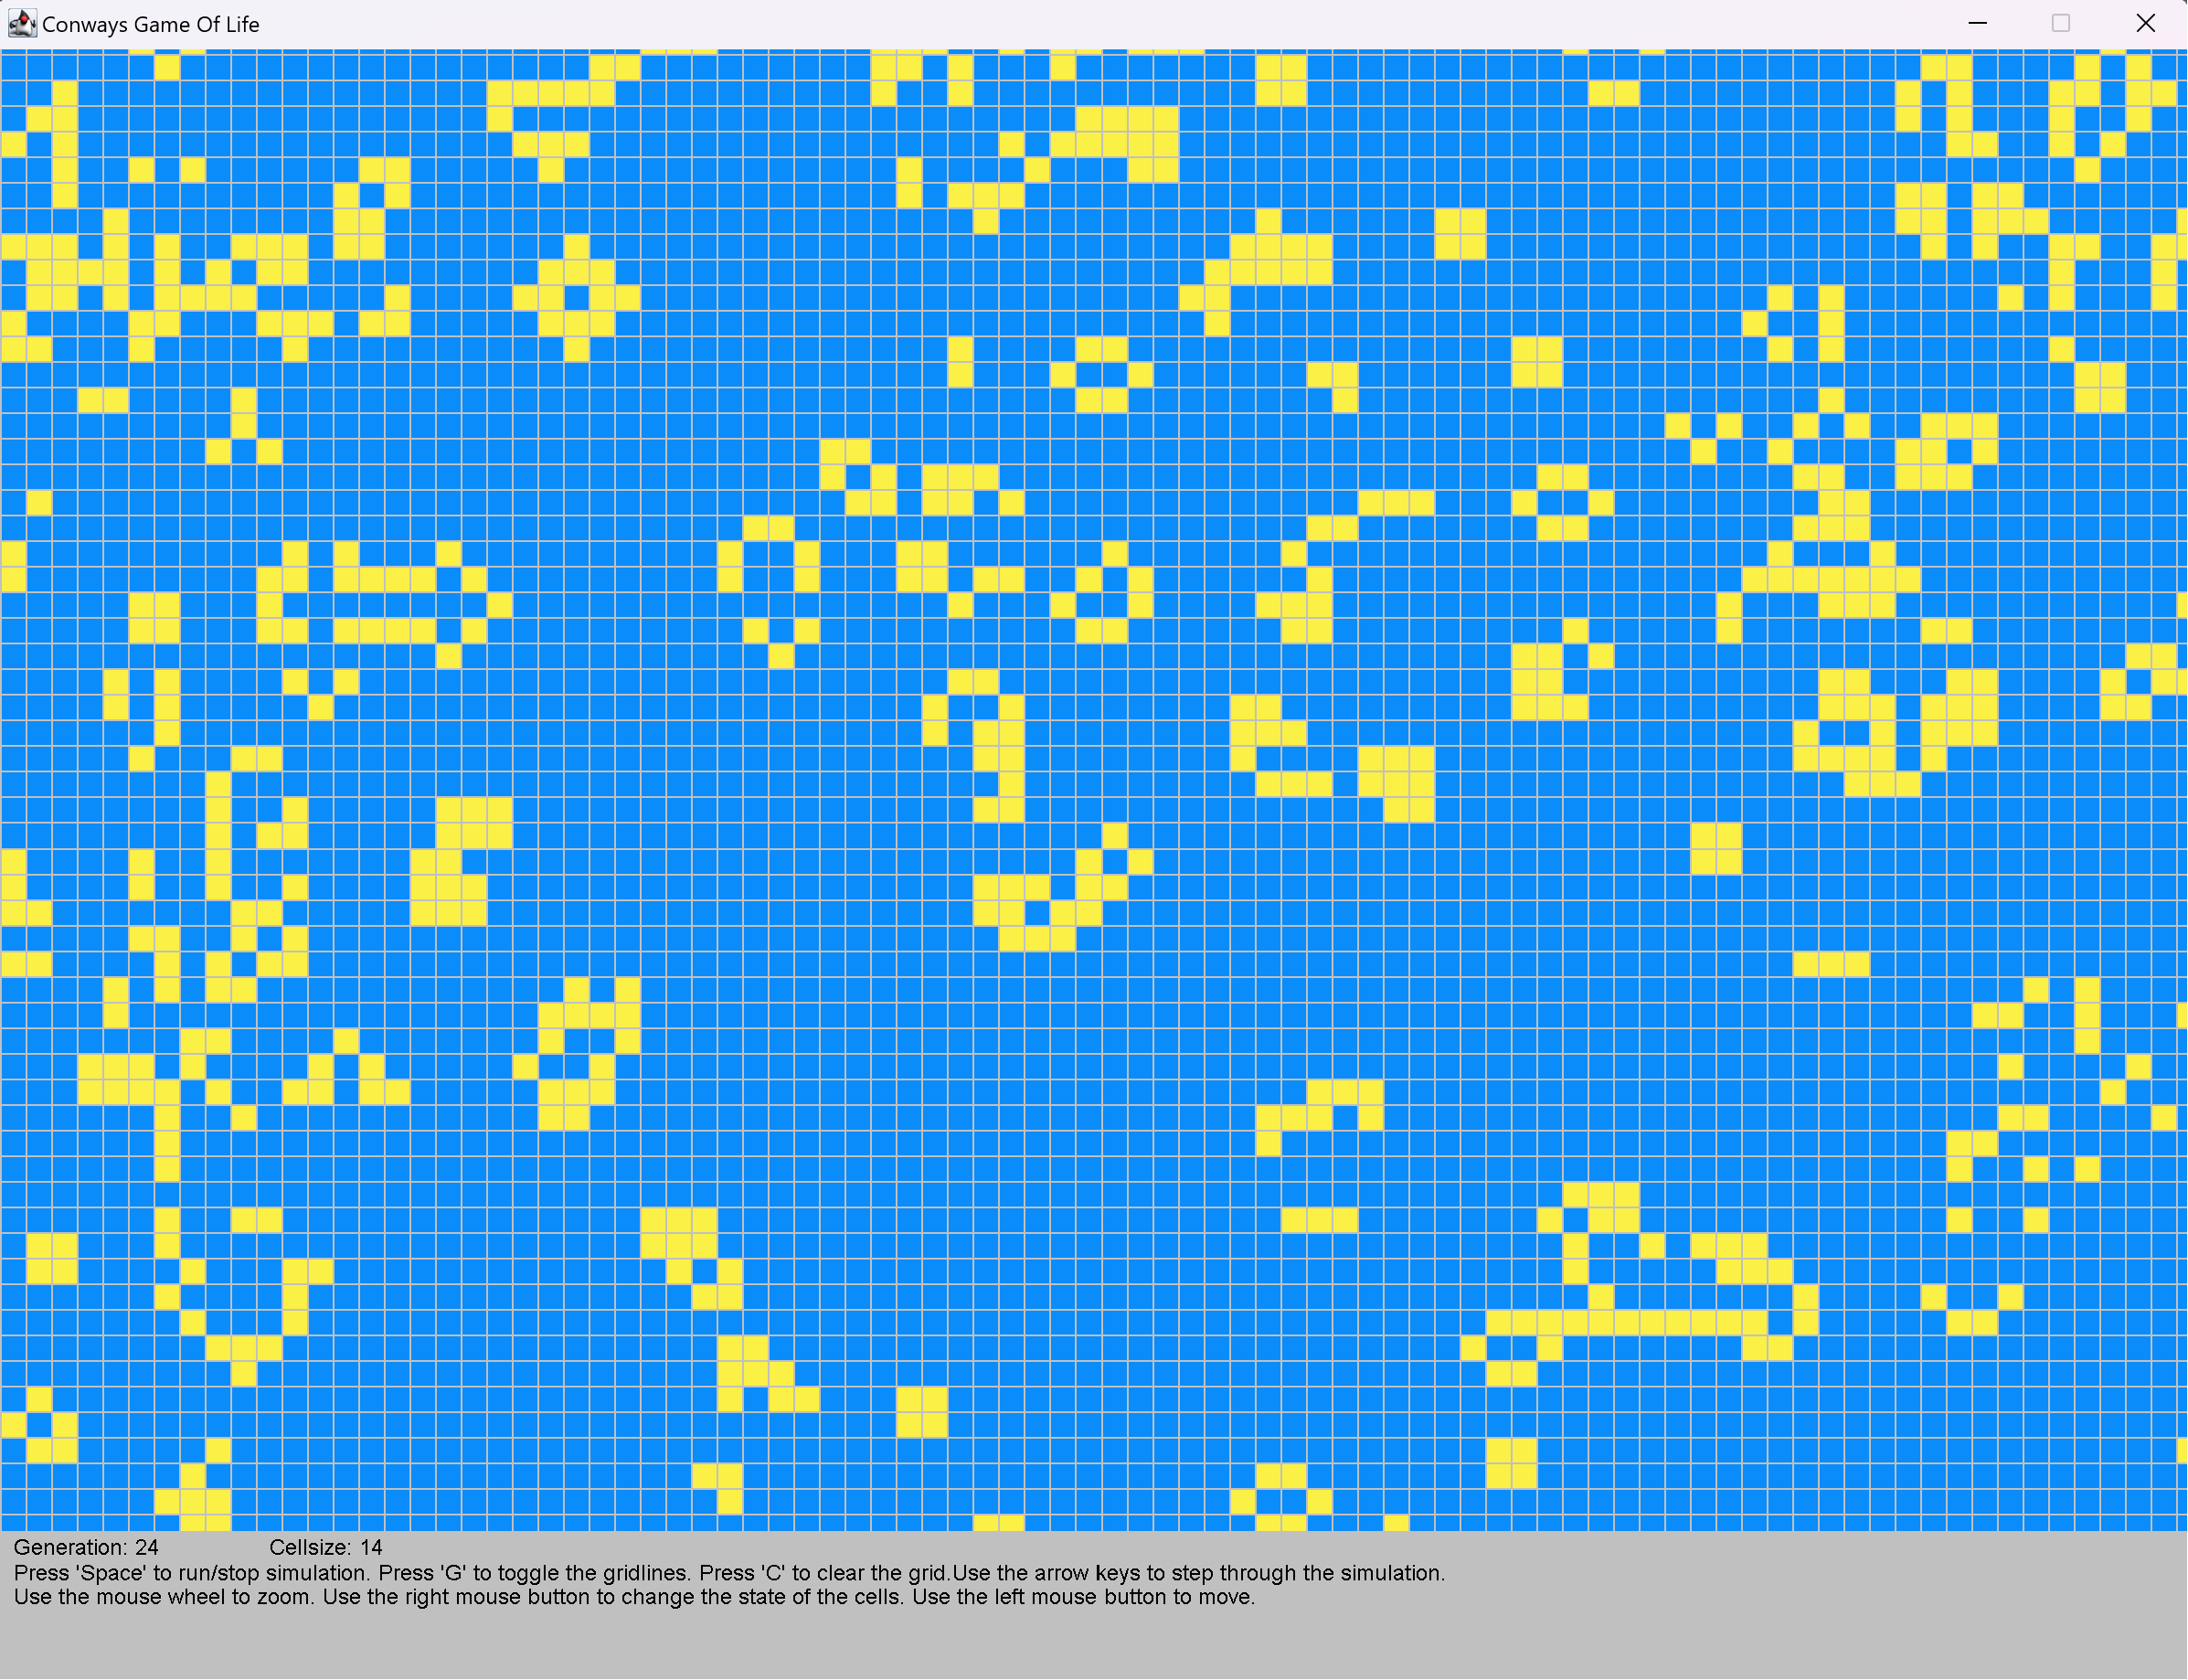 Conways Game Of Life
Generation: 24 Cellsize: 14
Press 'Space' to run/stop simulation. Press 'G' to toggle the gridlines. Press 'C' to clear the grid.Use the arrow keys to step through the simulation.
Use the mouse wheel to zoom. Use the right mouse button to change the state of the cells. Use the left mouse button to move.